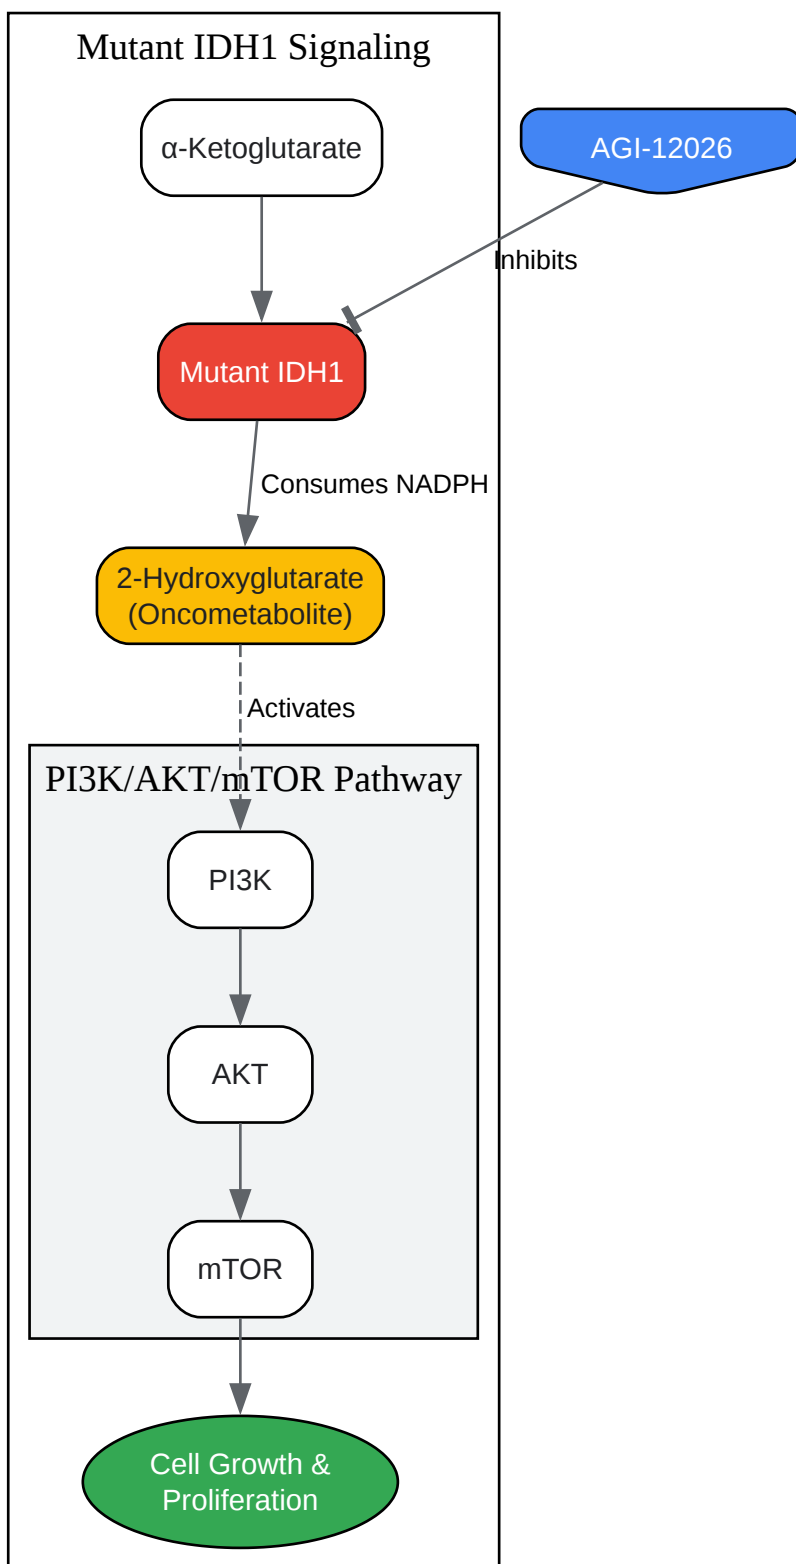 Mutant IDH1 Signaling
α-Ketoglutarate
AGI-12026
Inhibits
Mutant IDH1
Consumes NADPH
2-Hydroxyglutarate
(Oncometabolite)
Activates
PI3K/AKT/mTOR Pathway
PI3K
AKT
mTOR
Cell Growth &
Proliferation